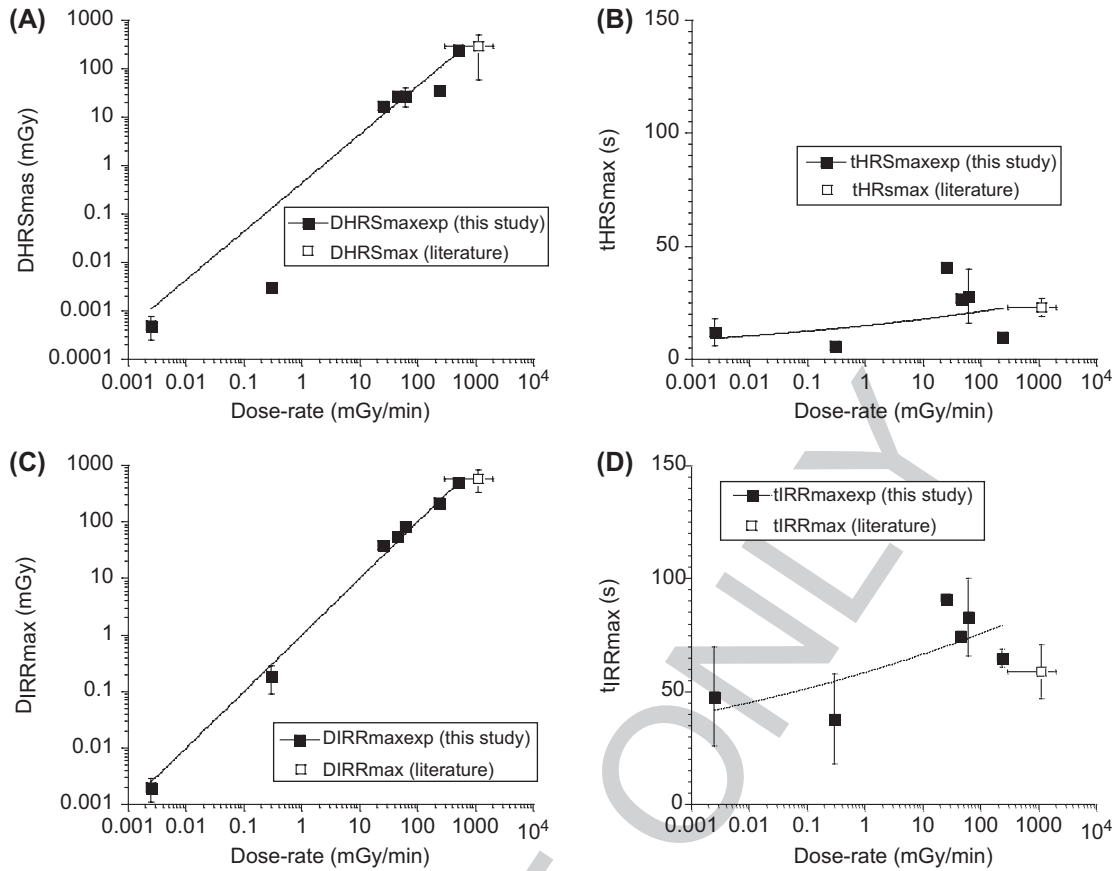 (A)
1000
100
10
1
0.1
0.01
0.001
0.0001
DHRSmas (mGy)
DHRSmaxexp (this study)
DHRSmax (literature)
0.001 0.01 0.1 1 10 100 1000 10⁴
Dose-rate (mGy/min)
(B)
150
100
50
0
tHRSmax (s)
tHRSmaxexp (this study)
tHRsmax (literature)
0.001 0.01 0.1 1 10 100 1000 10⁴
Dose-rate (mGy/min)
(C)
1000
100
10
1
0.1
0.01
0.001
DIRRmax (mGy)
DIRRmaxexp (this study)
DIRRmax (literature)
0.001 0.01 0.1 1 10 100 1000 10⁴
Dose-rate (mGy/min)
(D)
150
100
50
0
tIRRmax (s)
tIRRmaxexp (this study)
tIRRmax (literature)
0.001 0.01 0.1 1 10 100 1000 10⁴
Dose-rate (mGy/min)
ONLY